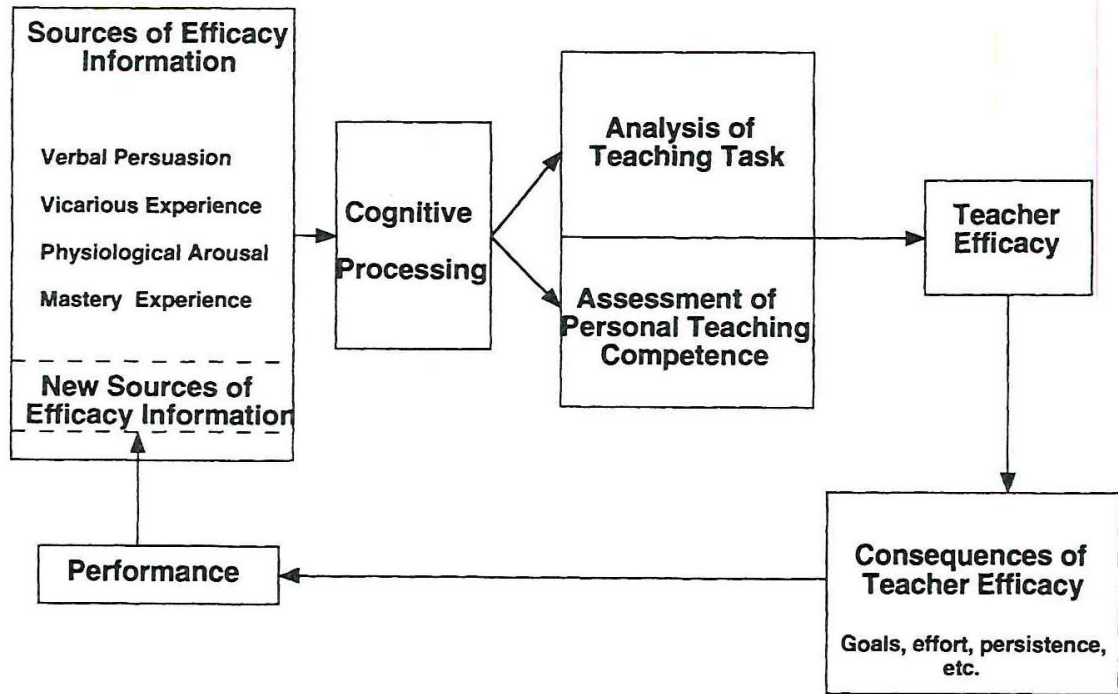 Sources of Efficacy
Information
Verbal Persuasion
Vicarious Experience
Physiological Arousal
Mastery Experience
New Sources of
Efficacy Information
Cognitive
Processing
Analysis of
Teaching Task
Assessment of
Personal Teaching
Competence
Teacher
Efficacy
Consequences of
Teacher Efficacy
Goals, effort, persistence,
etc.
Performance